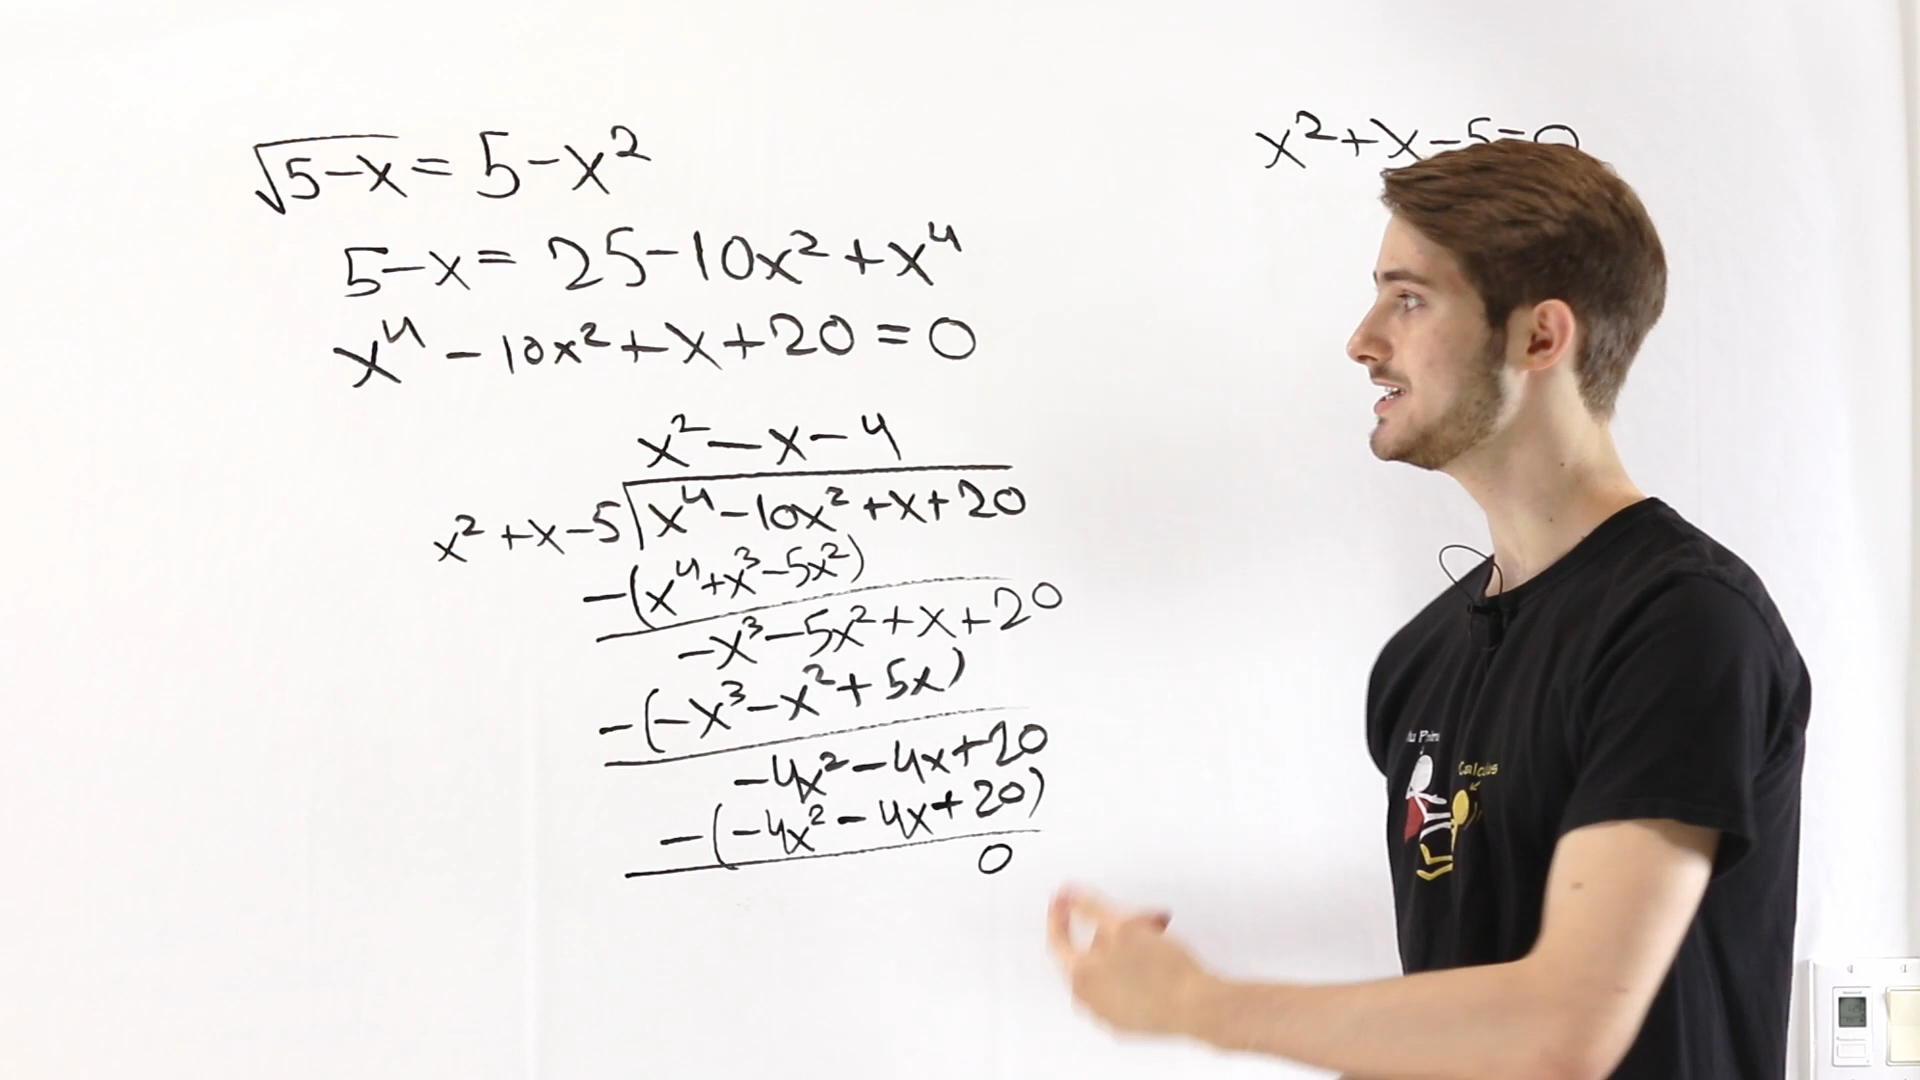 √5-x = 5-x²
5-x = 25-10x²+x⁴
x⁴-10x²+x+20=0
x²-x-4
x²+x-5 x⁴-10x²+x+20
-(x⁴+x³-5x²)
-x³-5x²+x+20
-(-x³-x²+5x)
-4x²-4x+20
-(-4x²-4x+20)
0
x²+x-5=0